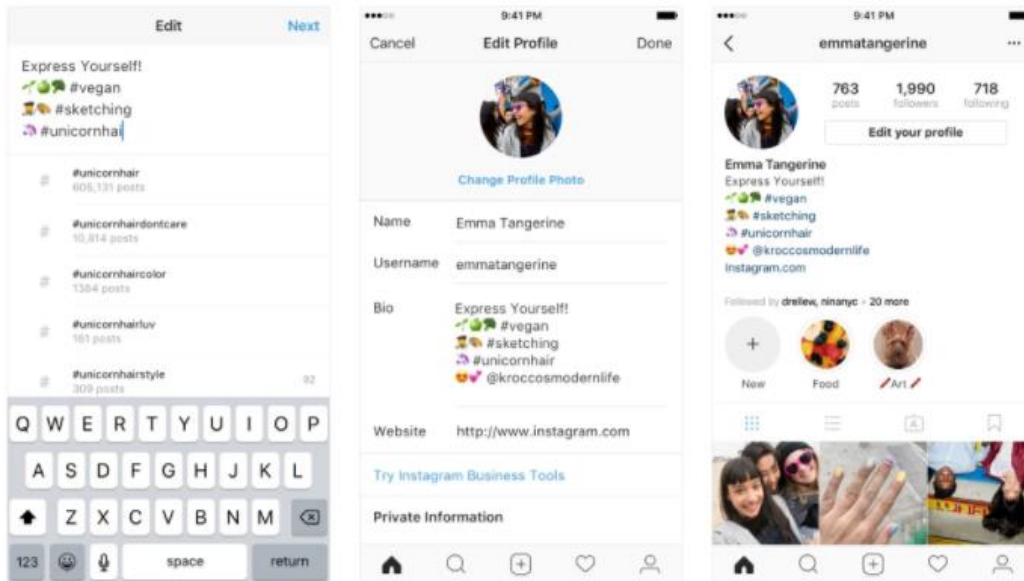 Edit Next
Express Yourself!
🌱🍏🥦 #vegan
👩‍🎨🎨 #sketching
🦄 #unicornhai
# #unicornhair
605,131 posts
# #unicornhairdontcare
10,814 posts
# #unicornhaircolor
1384 posts
# #unicornhairluv
161 posts
# #unicornhairstyle
309 posts
92
Q W E R T Y U I O P
A S D F G H J K L
Z X C V B N M
123 space return
9:41 PM
Cancel Edit Profile Done
Change Profile Photo
Name Emma Tangerine
Username emmatangerine
Bio Express Yourself!
🌱🍏🥦 #vegan
👩‍🎨🎨 #sketching
🦄 #unicornhair
😍💕 @kroccosmodernlife
Website http://www.instagram.com
Try Instagram Business Tools
Private Information
9:41 PM
emmatangerine
763 1,990 718
posts followers following
Edit your profile
Emma Tangerine
Express Yourself!
🌱🍏🥦 #vegan
👩‍🎨🎨 #sketching
🦄 #unicornhair
😍💕 @kroccosmodernlife
Instagram.com
Followed by drellew, ninanyc + 20 more
New Food 🖍Art🖍